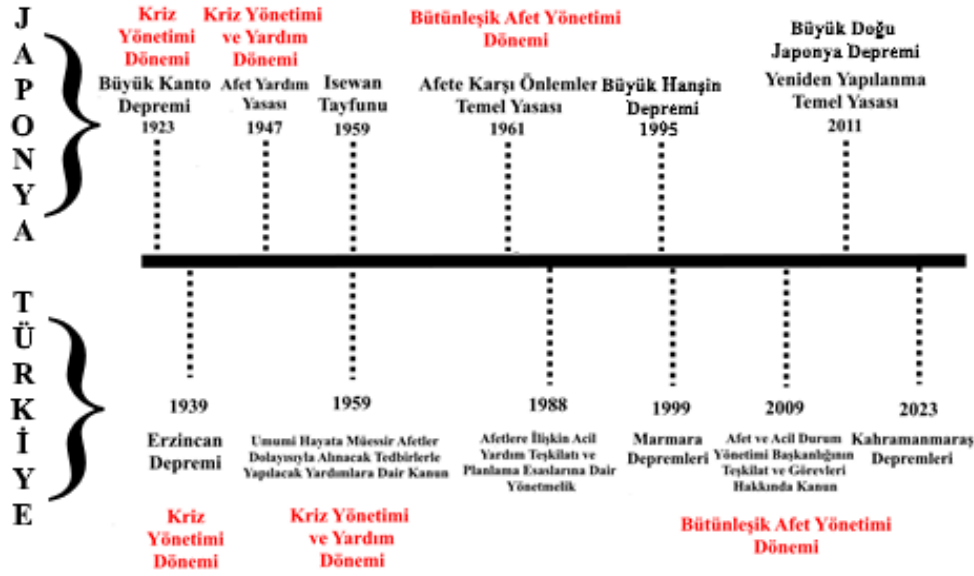 JAPONYA
Kriz
Yönetimi
Dönemi
Büyük Kanto
Depremi
1923
Kriz Yönetimi
ve Yardım
Dönemi
Afet Yardım
Yasası
1947
Isewan
Tayfunu
1959
Bütünleşik Afet Yönetimi
Dönemi
Afete Karşı Önlemler
Temel Yasası
1961
Büyük Hanşin
Depremi
1995
Büyük Doğu
Japonya Depremi
Yeniden Yapılanma
Temel Yasası
2011
TÜRKİYE
1939
Erzincan
Depremi
Kriz
Yönetimi
Dönemi
1959
Umumi Hayata Müessir Afetler
Dolayısıyla Alınacak Tedbirlerle
Yapılacak Yardımlara Dair Kanun
Kriz Yönetimi
ve Yardım
Dönemi
1988
Afetlere İlişkin Acil
Yardım Teşkilatı ve
Planlama Esaslarına Dair
Yönetmelik
1999
Marmara
Depremleri
2009
Afet ve Acil Durum
Yönetimi Başkanlığının
Teşkilat ve Görevleri
Hakkında Kanun
2023
Kahramanmaraş
Depremleri
Bütünleşik Afet Yönetimi
Dönemi